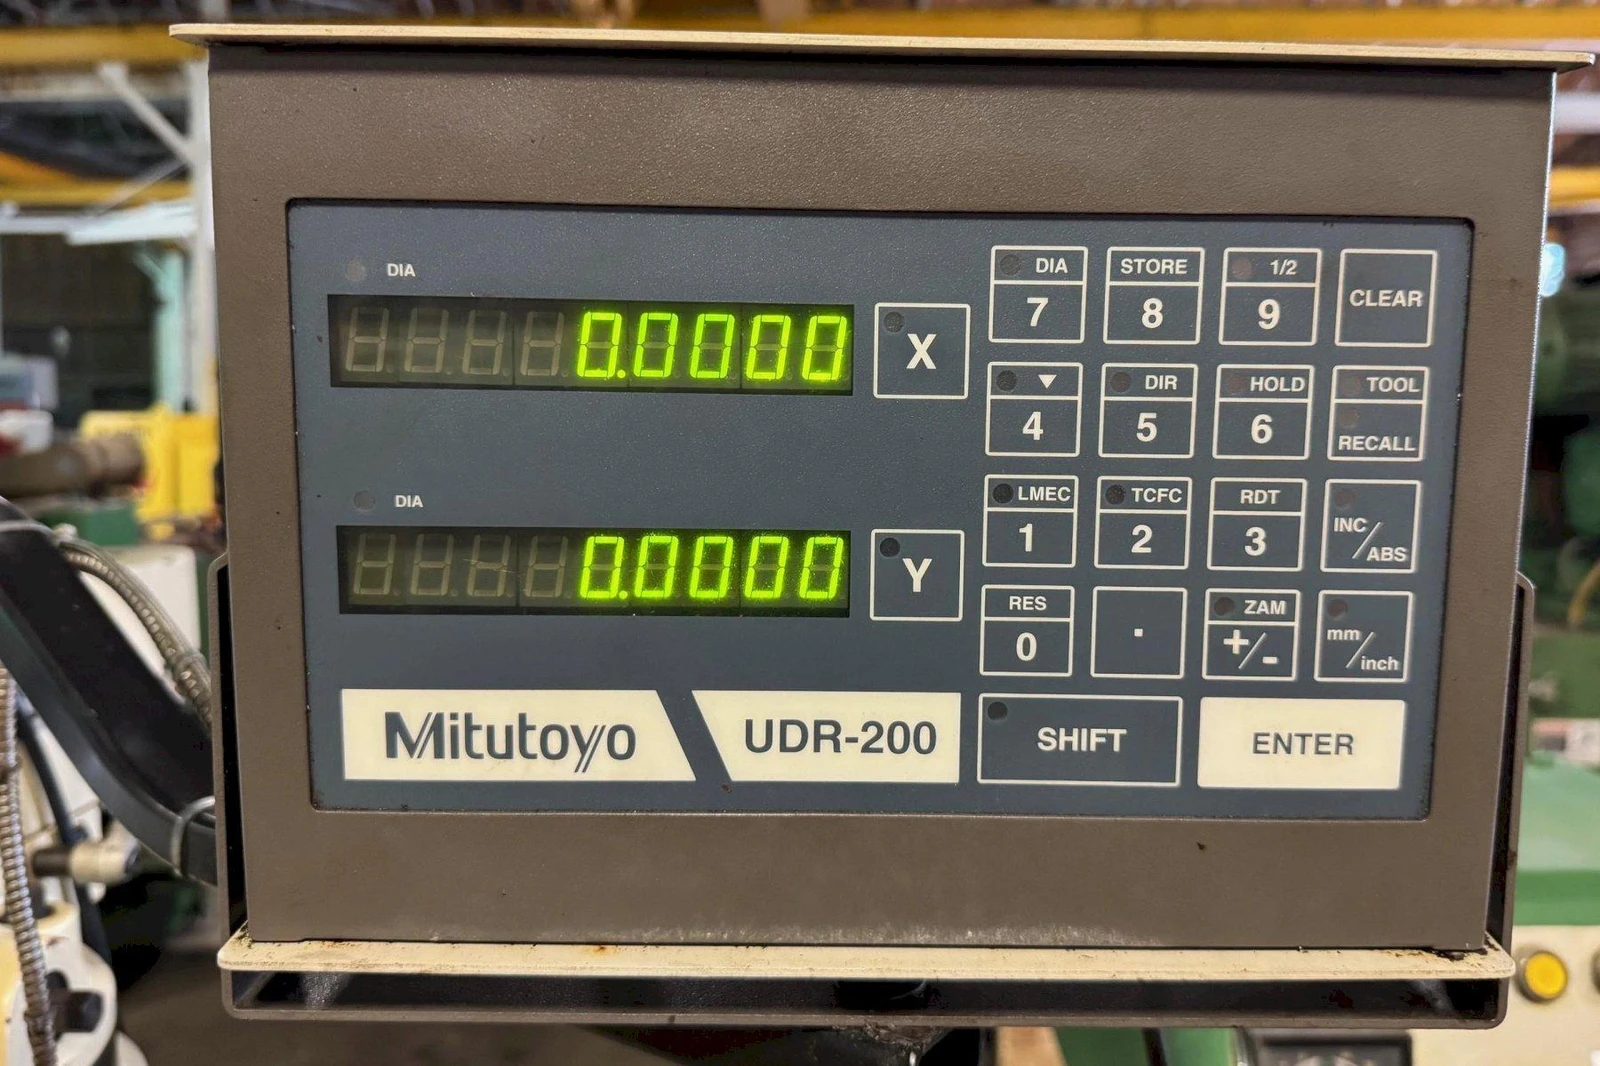 DIA
0.0000
X
DIA
0.0000
Y
DIA
7
STORE
8
1/2
9
CLEAR
▼
4
DIR
5
HOLD
6
TOOL
RECALL
LMEC
1
TCFC
2
RDT
3
INC/ABS
RES
0
.
ZAM
+/-
mm/inch
Mitutoyo
UDR-200
SHIFT
ENTER